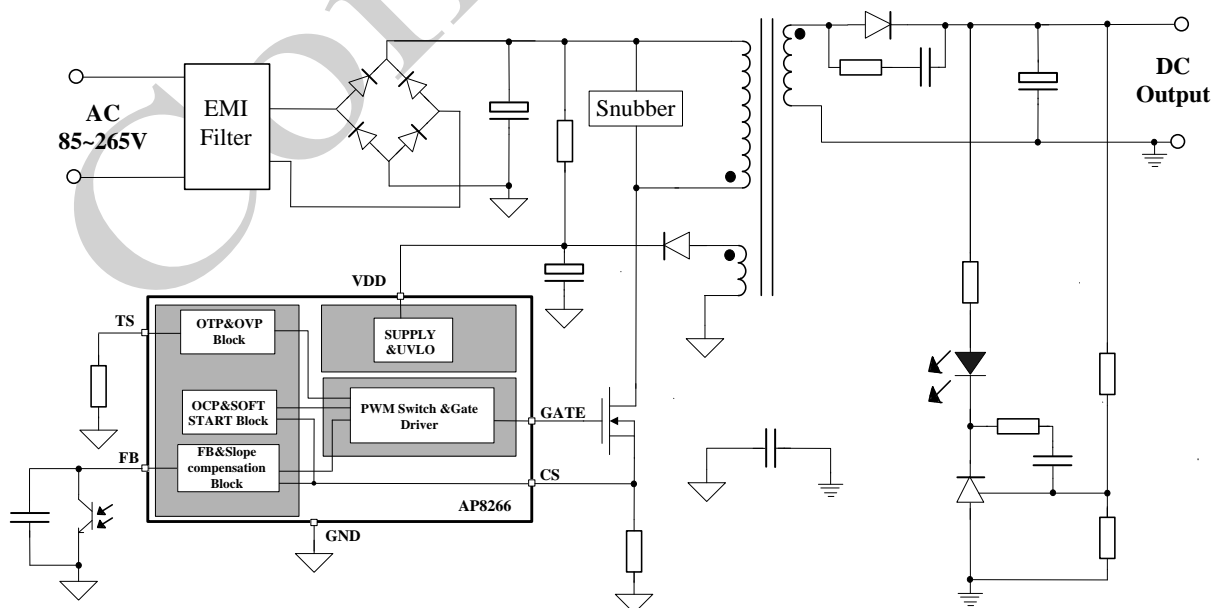 AC
85~265V
EMI
Filter
Snubber
DC
Output
VDD
TS
OTP&OVP
Block
SUPPLY
&UVLO
OCP&SOFT
START Block
PWM Switch &Gate
Driver
GATE
FB
FB&Slope
compensation
Block
CS
AP8266
GND